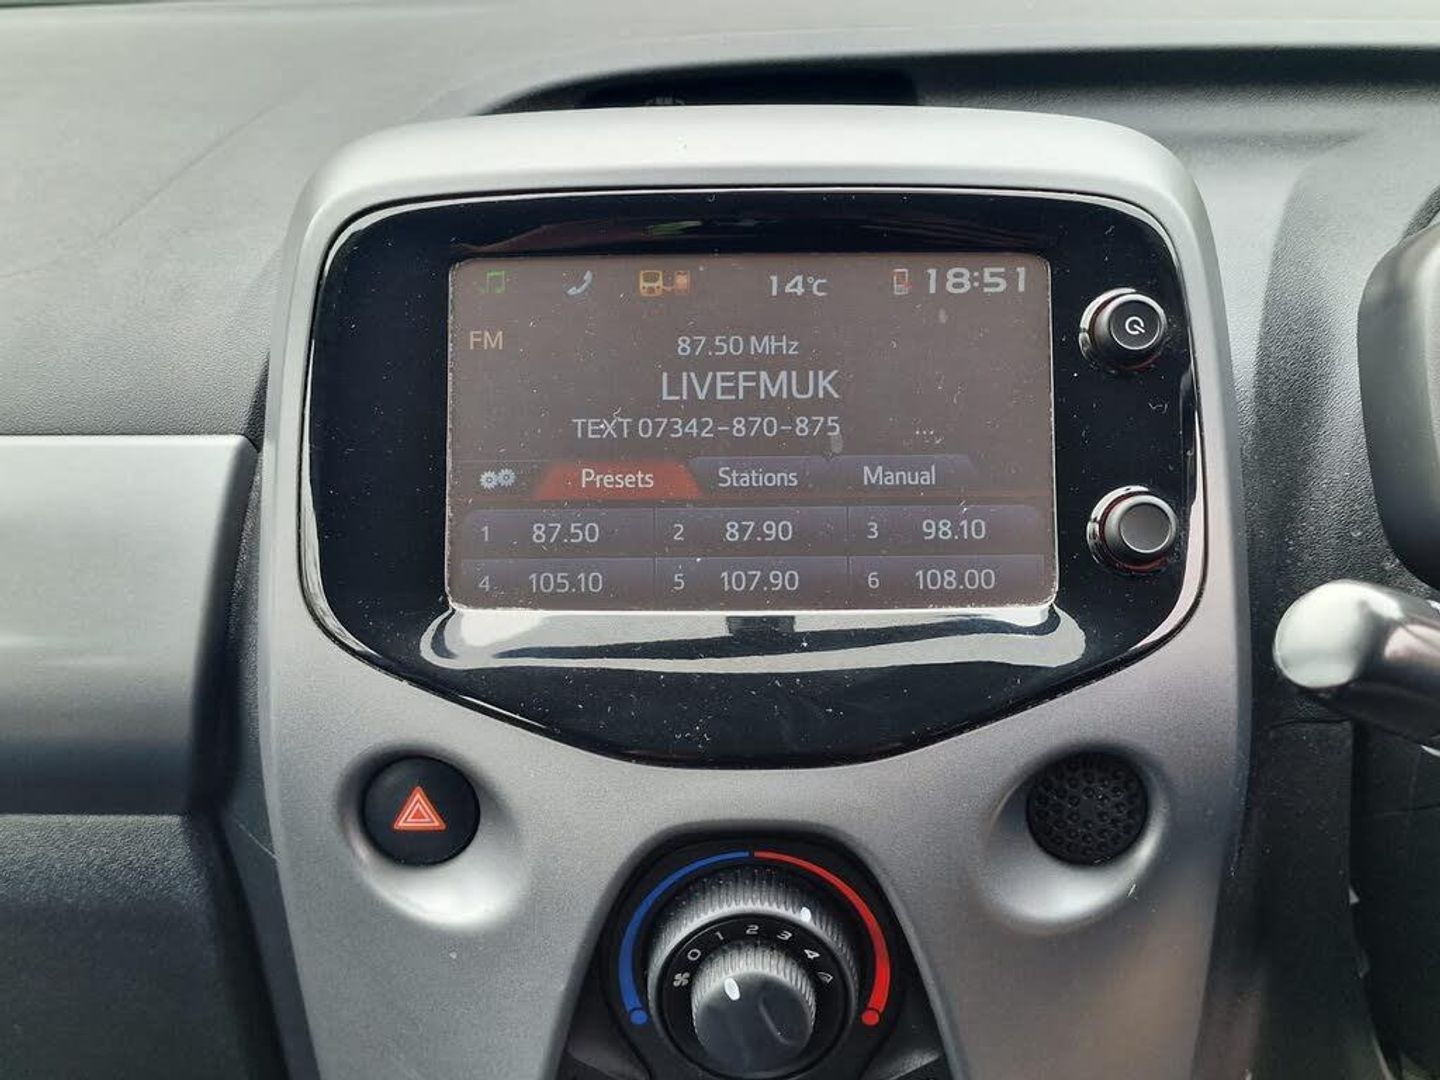 14°C 18:51
FM
87.50 MHz
LIVEFMUK
TEXT 07342-870-875 ...
Presets Stations Manual
1 87.50 2 87.90 3 98.10
4 105.10 5 107.90 6 108.00
0 1 2 3 4